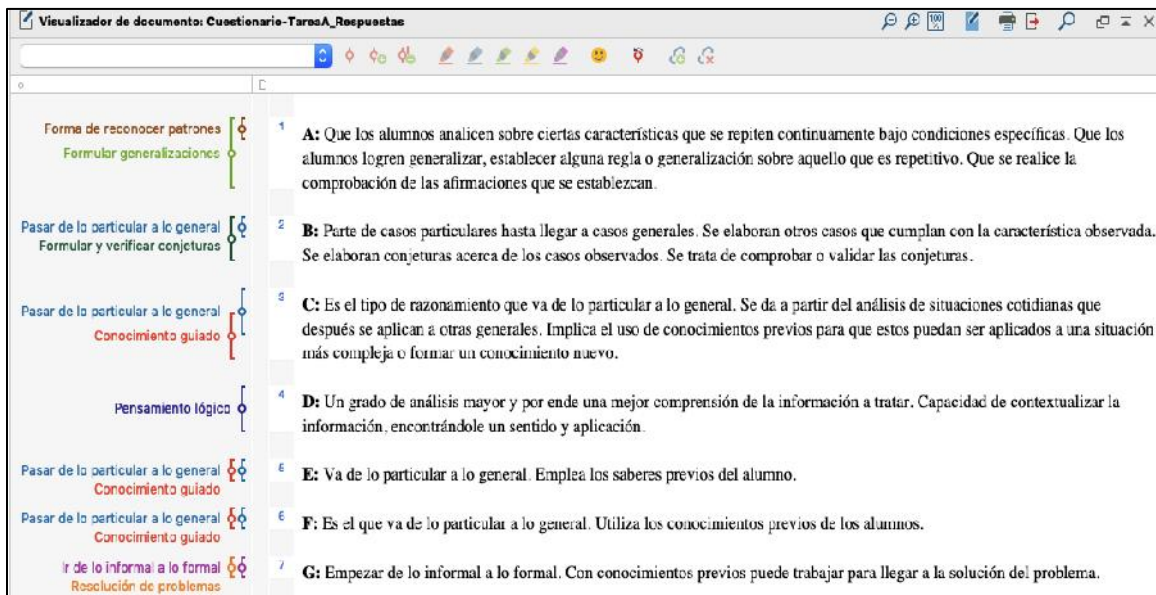 Visualizador de documento: Cuestionario-TareaA_Respuestas
100
%
Forma de reconocer patrones
Formular generalizaciones
1
A: Que los alumnos analicen sobre ciertas características que se repiten continuamente bajo condiciones específicas. Que los
alumnos logren generalizar, establecer alguna regla o generalización sobre aquello que es repetitivo. Que se realice la
comprobación de las afirmaciones que se establezcan.
Pasar de lo particular a lo general
Formular y verificar conjeturas
2
B: Parte de casos particulares hasta llegar a casos generales. Se elaboran otros casos que cumplan con la característica observada.
Se elaboran conjeturas acerca de los casos observados. Se trata de comprobar o validar las conjeturas.
Pasar de lo particular a lo general
Conocimiento guiado
3
C: Es el tipo de razonamiento que va de lo particular a lo general. Se da a partir del análisis de situaciones cotidianas que
después se aplican a otras generales. Implica el uso de conocimientos previos para que estos puedan ser aplicados a una situación
más compleja o formar un conocimiento nuevo.
Pensamiento lógico
4
D: Un grado de análisis mayor y por ende una mejor comprensión de la información a tratar. Capacidad de contextualizar la
información, encontrándole un sentido y aplicación.
Pasar de lo particular a lo general
Conocimiento guiado
5
E: Va de lo particular a lo general. Emplea los saberes previos del alumno.
Pasar de lo particular a lo general
Conocimiento guiado
6
F: Es el que va de lo particular a lo general. Utiliza los conocimientos previos de los alumnos.
Ir de lo informal a lo formal
Resolución de problemas
7
G: Empezar de lo informal a lo formal. Con conocimientos previos puede trabajar para llegar a la solución del problema.